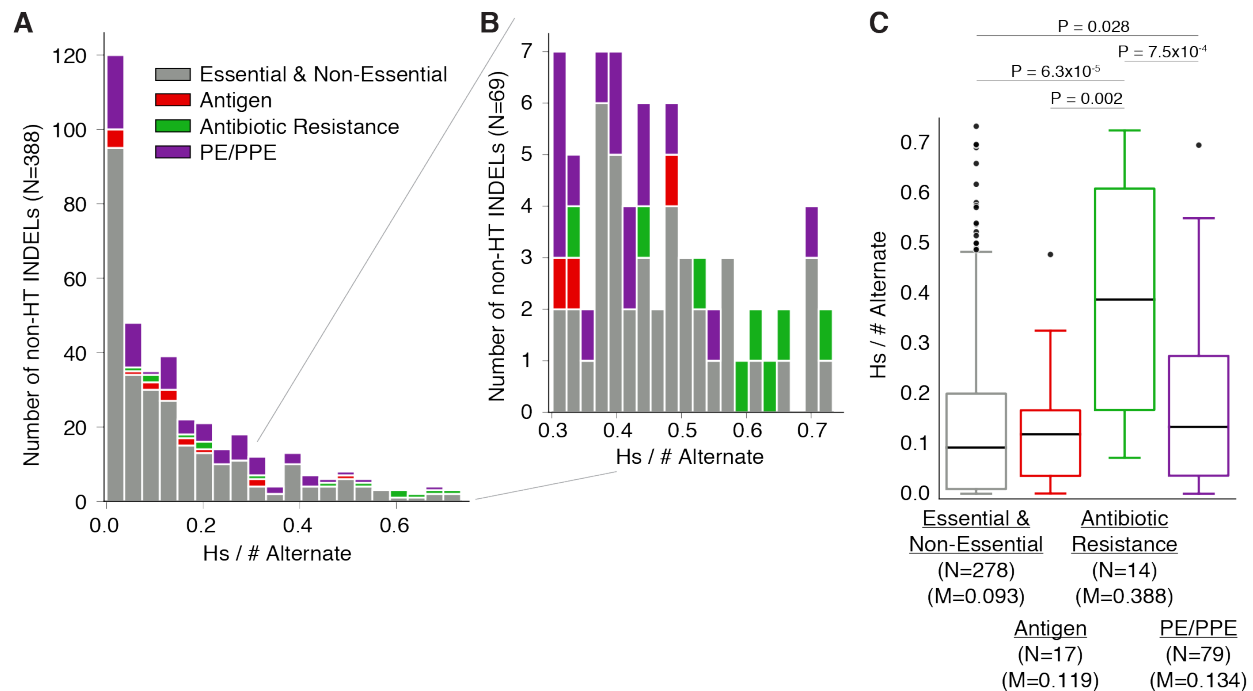 A
Number of non-HT INDELs (N=388)
120
100
80
60
40
20
0
0.0
0.2
0.4
0.6
Hs / # Alternate
Essential & Non-Essential
Antigen
Antibiotic Resistance
PE/PPE
B
Number of non-HT INDELs (N=69)
7
6
5
4
3
2
1
0
0.3
0.4
0.5
0.6
0.7
Hs / # Alternate
C
P = 0.028
P = 7.5x10⁻⁴
P = 6.3x10⁻⁵
P = 0.002
Hs / # Alternate
0.7
0.6
0.5
0.4
0.3
0.2
0.1
0.0
Essential &
Non-Essential
(N=278)
(M=0.093)
Antibiotic
Resistance
(N=14)
(M=0.388)
Antigen
(N=17)
(M=0.119)
PE/PPE
(N=79)
(M=0.134)